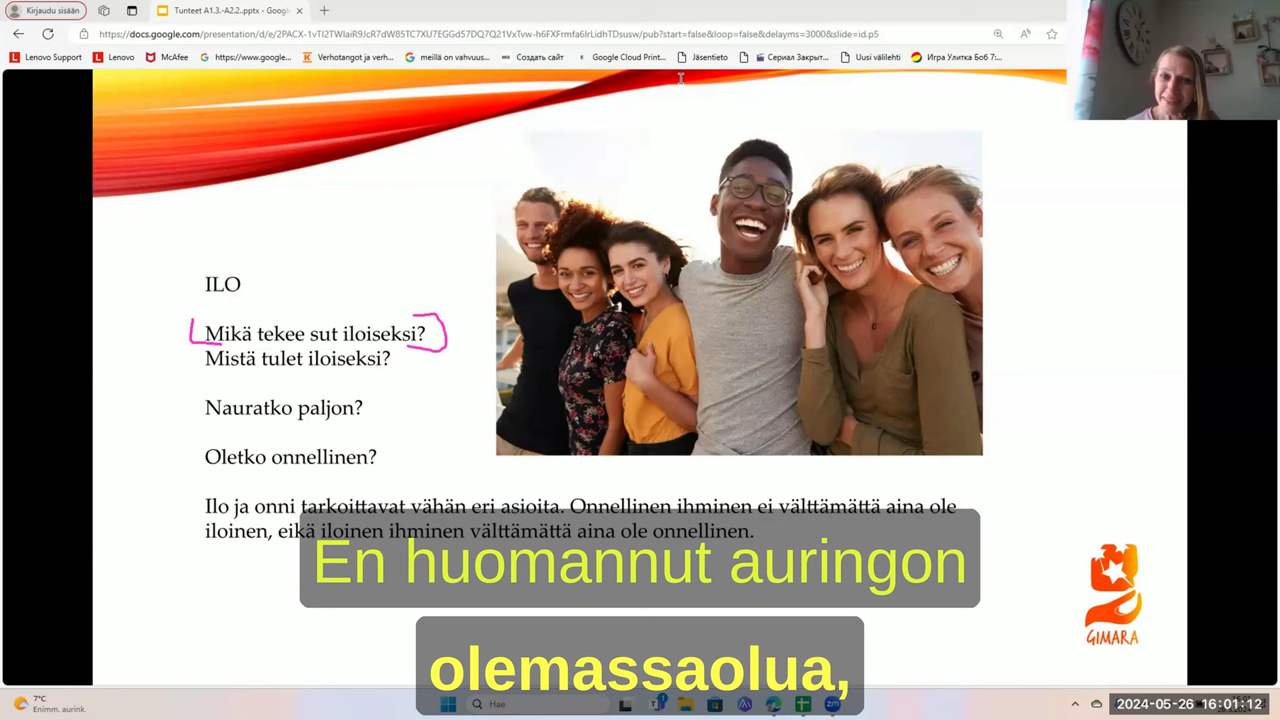 Kirjaudu sisään
Tunteet A1.3.-A2.2..pptx - Googl
https://docs.google.com/presentation/d/e/2PACX-1vTI2TWlaiR9JcR7dW85TC7XU7EGGd57DQ7Q21VxTvw-h6FXFrmfa6lrLidhTDsusw/pub?start=false&loop=false&delayms=3000&slide=id.p5
Lenovo Support
Lenovo
McAfee
https://www.google...
Verhotangot ja verh...
meillä on vahvuus...
Создать сайт
Google Cloud Print...
Jäsentieto
Сериал Закрыт...
Uusi välilehti
Игра Улитка Боб 7:...
ILO
Mikä tekee sut iloiseksi?
Mistä tulet iloiseksi?
Nauratko paljon?
Oletko onnellinen?
Ilo ja onni tarkoittavat vähän eri asioita. Onnellinen ihminen ei välttämättä aina ole
iloinen, eikä iloinen ihminen välttämättä aina ole onnellinen.
En huomannut auringon
olemassaolua,
GIMARA
7°C
Enimm. aurink.
Hae
2024-05-26 16:01:12